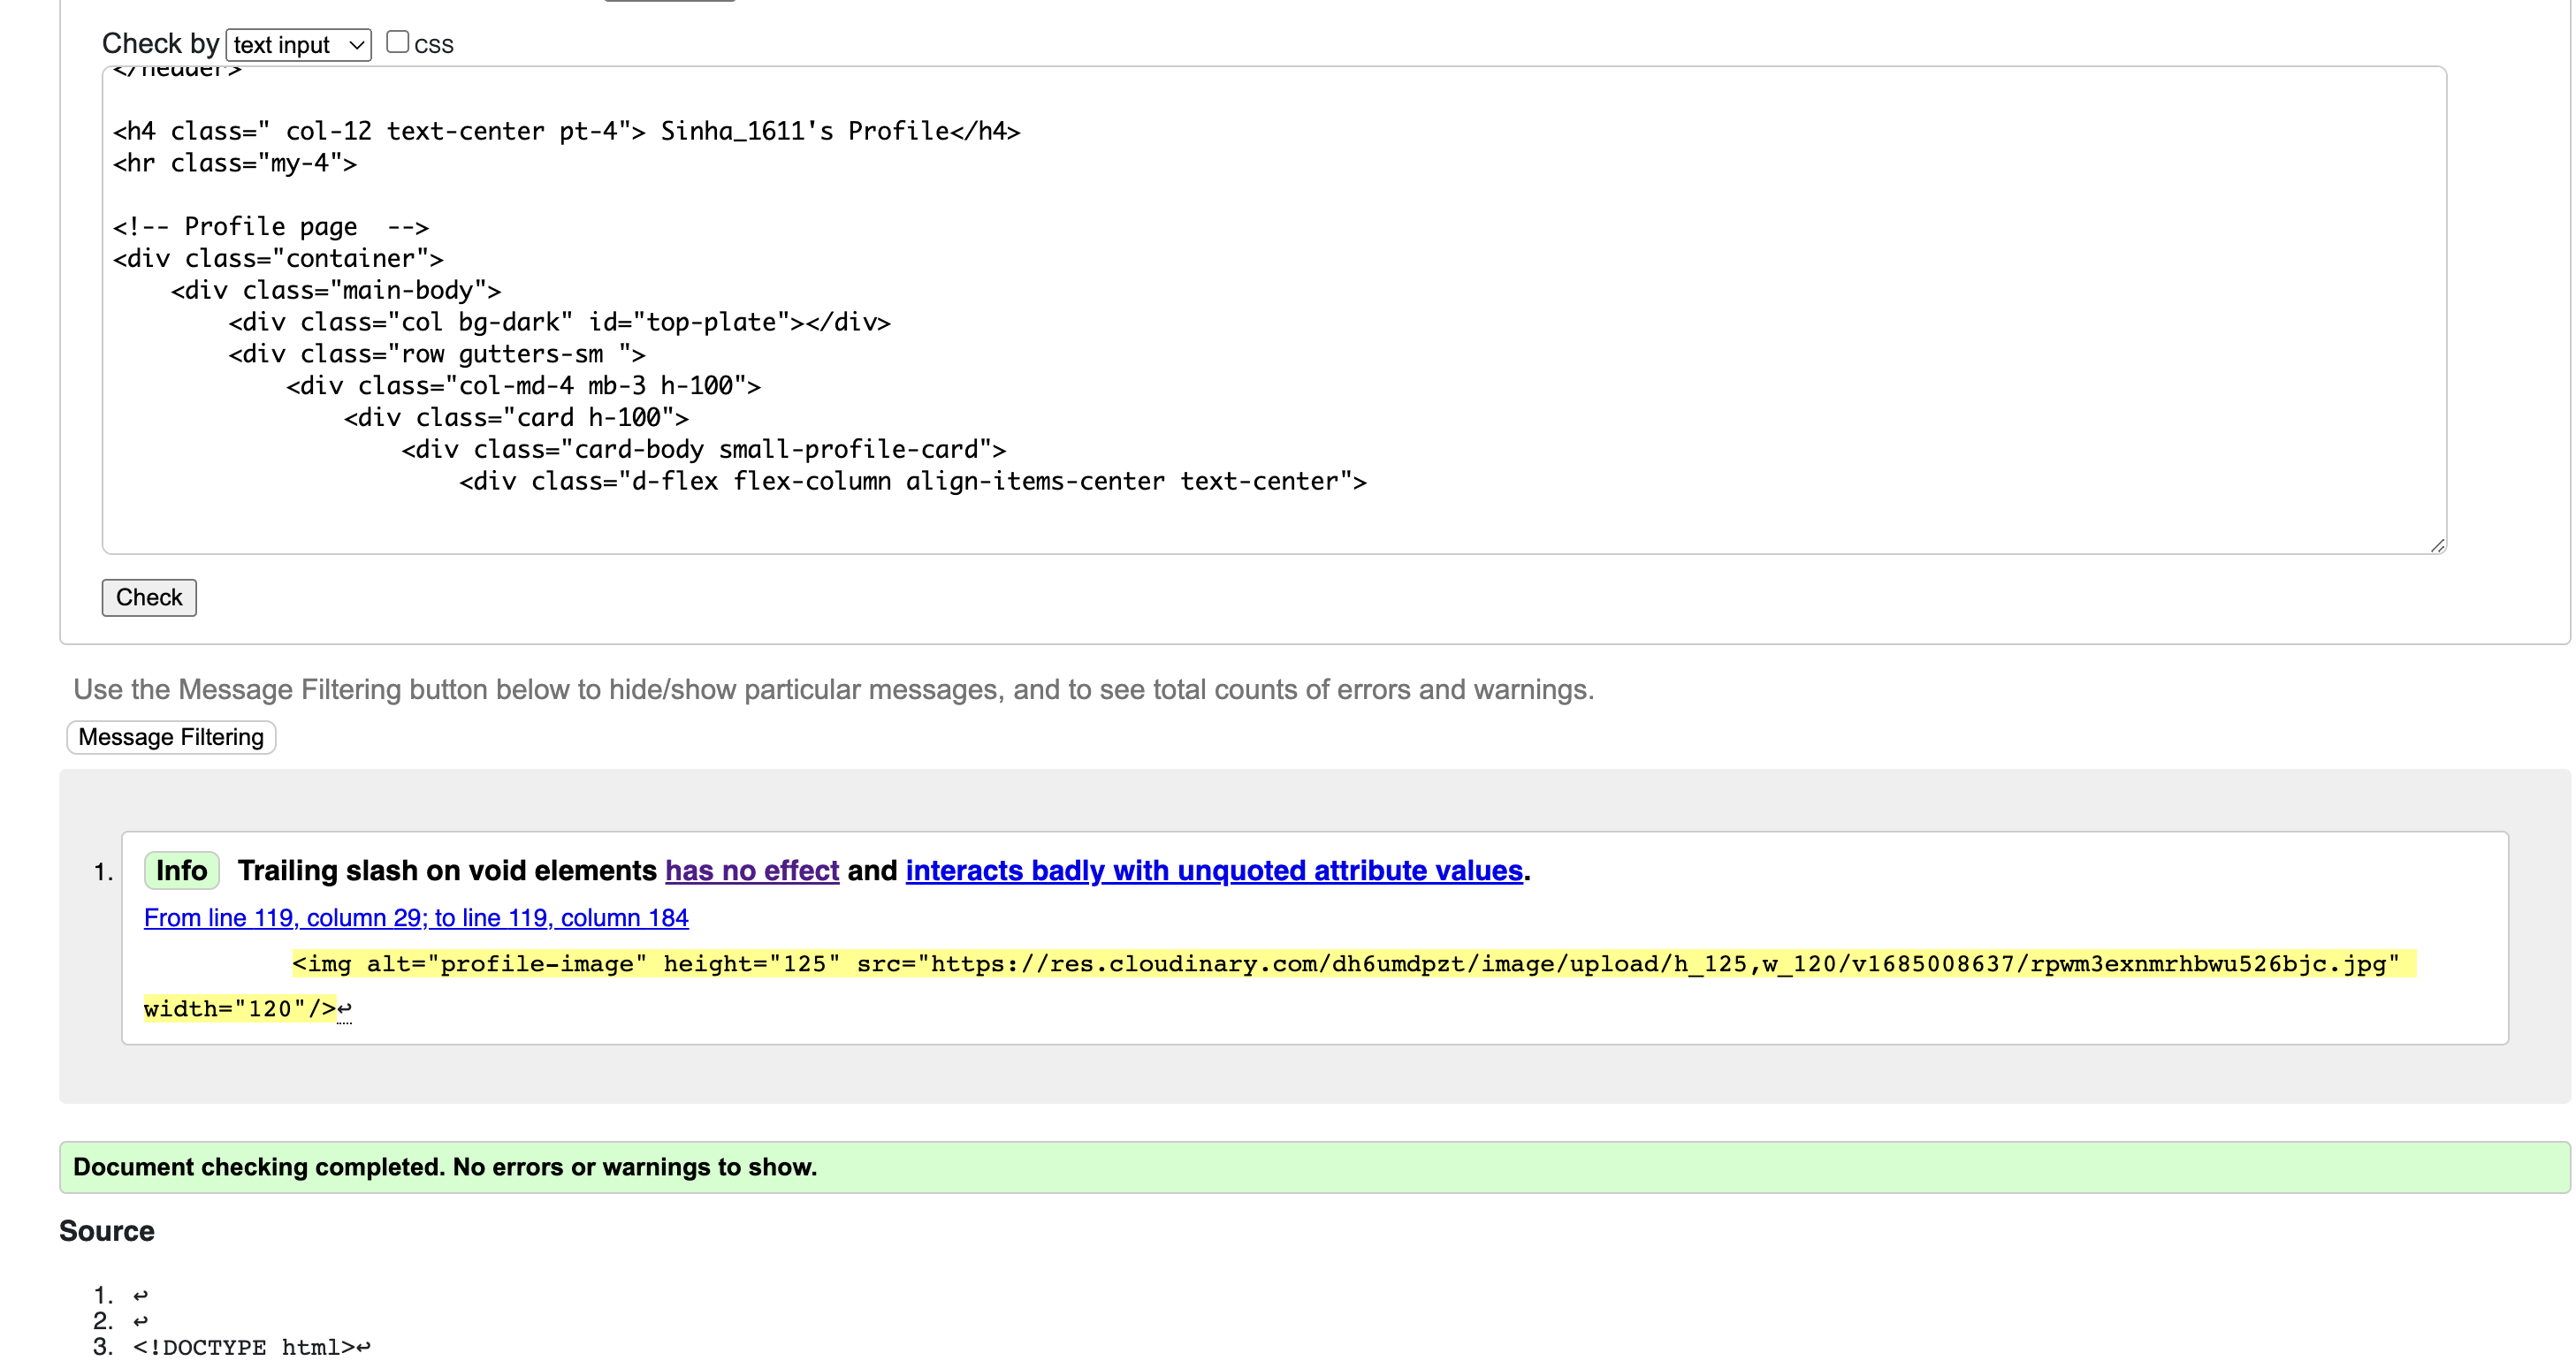 Check by text input CSS
</header>
<h4 class=" col-12 text-center pt-4"> Sinha_1611's Profile</h4>
<hr class="my-4">
<!-- Profile page  -->
<div class="container">
    <div class="main-body">
        <div class="col bg-dark" id="top-plate"></div>
        <div class="row gutters-sm ">
            <div class="col-md-4 mb-3 h-100">
                <div class="card h-100">
                    <div class="card-body small-profile-card">
                        <div class="d-flex flex-column align-items-center text-center">
Check
Use the Message Filtering button below to hide/show particular messages, and to see total counts of errors and warnings.
Message Filtering
1. Info Trailing slash on void elements has no effect and interacts badly with unquoted attribute values.
From line 119, column 29; to line 119, column 184
<img alt="profile-image" height="125" src="https://res.cloudinary.com/dh6umdpzt/image/upload/h_125,w_120/v1685008637/rpwm3exnmrhbwu526bjc.jpg"
width="120"/>↩
Document checking completed. No errors or warnings to show.
Source
1. ↩
2. ↩
3. <!DOCTYPE html>↩